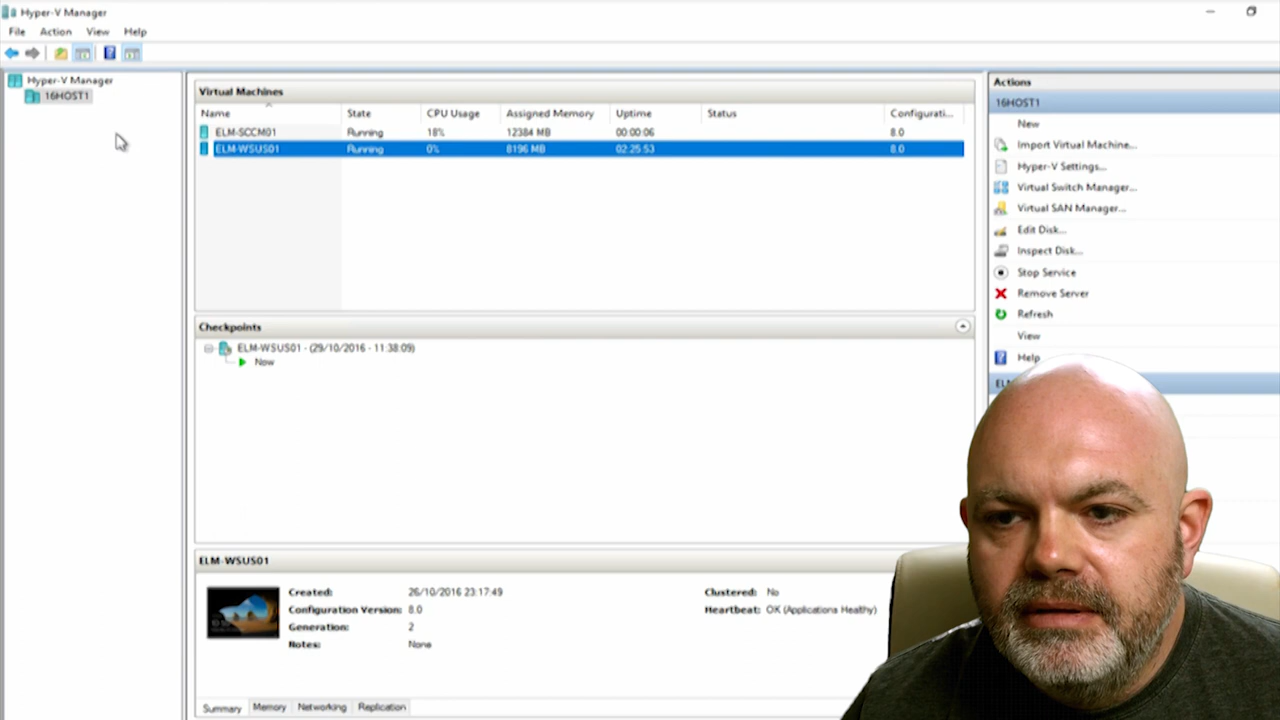 Hyper-V Manager
File Action View Help
Hyper-V Manager
16HOST1
Virtual Machines
Name State CPU Usage Assigned Memory Uptime Status Configurati...
ELM-SCCM01 Running 18% 12384 MB 00:00:06 8.0
ELM-WSUS01 Running 0% 8196 MB 02:25:53 8.0
Checkpoints
ELM-WSUS01 - (29/10/2016 - 11:38:09)
Now
ELM-WSUS01
Created: 26/10/2016 23:17:49 Clustered: No
Configuration Version: 8.0 Heartbeat: OK (Applications Healthy)
Generation: 2
Notes: None
Summary Memory Networking Replication
Actions
16HOST1
New
Import Virtual Machine...
Hyper-V Settings...
Virtual Switch Manager...
Virtual SAN Manager...
Edit Disk...
Inspect Disk...
Stop Service
Remove Server
Refresh
View
Help